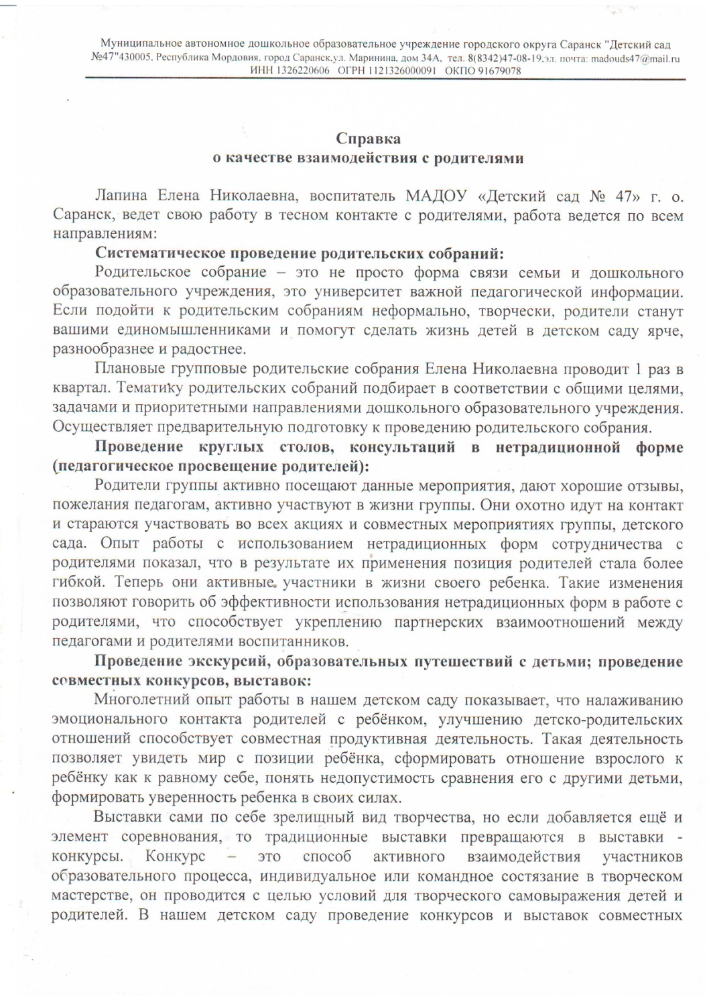 Муниципальное автономное дошкольное образовательное учреждение городского округа Саранск "Детский сад
№47"430005, Республика Мордовия, город Саранск,ул. Маринина, дом 34А,  тел. 8(8342)47-08-19,эл. почта: madouds47@mail.ru
ИНН 1326220606   ОГРН 1121326000091   ОКПО 91679078
Справка
о качестве взаимодействия с родителями
Лапина Елена Николаевна, воспитатель МАДОУ «Детский сад № 47» г. о.
Саранск, ведет свою работу в тесном контакте с родителями, работа ведется по всем
направлениям:
Систематическое проведение родительских собраний:
Родительское собрание – это не просто форма связи семьи и дошкольного
образовательного учреждения, это университет важной педагогической информации.
Если подойти к родительским собраниям неформально, творчески, родители станут
вашими единомышленниками и помогут сделать жизнь детей в детском саду ярче,
разнообразнее и радостнее.
Плановые групповые родительские собрания Елена Николаевна проводит 1 раз в
квартал. Тематику родительских собраний подбирает в соответствии с общими целями,
задачами и приоритетными направлениями дошкольного образовательного учреждения.
Осуществляет предварительную подготовку к проведению родительского собрания.
Проведение круглых столов, консультаций в нетрадиционной форме
(педагогическое просвещение родителей):
Родители группы активно посещают данные мероприятия, дают хорошие отзывы,
пожелания педагогам, активно участвуют в жизни группы. Они охотно идут на контакт
и стараются участвовать во всех акциях и совместных мероприятиях группы, детского
сада. Опыт работы с использованием нетрадиционных форм сотрудничества с
родителями показал, что в результате их применения позиция родителей стала более
гибкой. Теперь они активные участники в жизни своего ребенка. Такие изменения
позволяют говорить об эффективности использования нетрадиционных форм в работе с
родителями, что способствует укреплению партнерских взаимоотношений между
педагогами и родителями воспитанников.
Проведение экскурсий, образовательных путешествий с детьми; проведение
совместных конкурсов, выставок:
Многолетний опыт работы в нашем детском саду показывает, что налаживанию
эмоционального контакта родителей с ребёнком, улучшению детско-родительских
отношений способствует совместная продуктивная деятельность. Такая деятельность
позволяет увидеть мир с позиции ребёнка, сформировать отношение взрослого к
ребёнку как к равному себе, понять недопустимость сравнения его с другими детьми,
формировать уверенность ребенка в своих силах.
Выставки сами по себе зрелищный вид творчества, но если добавляется ещё и
элемент соревнования, то традиционные выставки превращаются в выставки -
конкурсы. Конкурс – это способ активного взаимодействия участников
образовательного процесса, индивидуальное или командное состязание в творческом
мастерстве, он проводится с целью условий для творческого самовыражения детей и
родителей. В нашем детском саду проведение конкурсов и выставок совместных